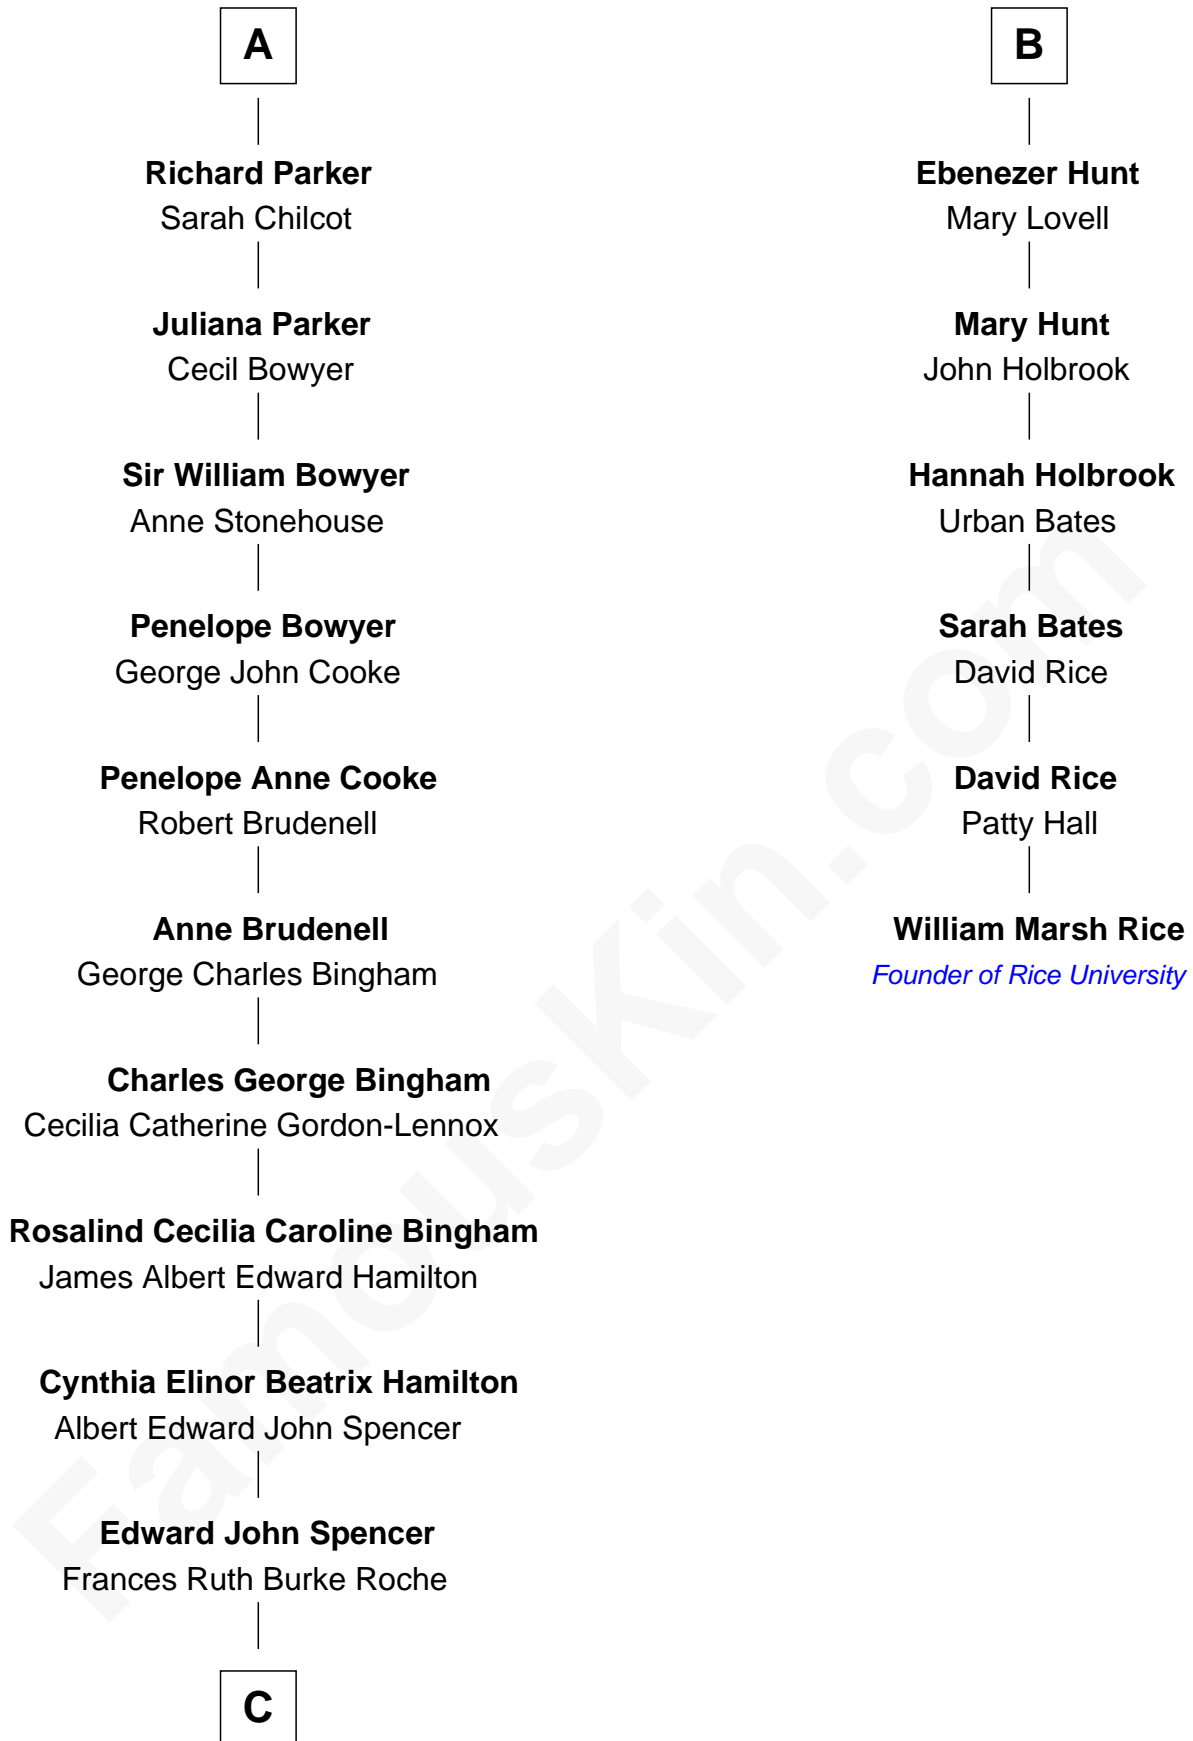 A
Richard Parker
Sarah Chilcot
Juliana Parker
Cecil Bowyer
Sir William Bowyer
Anne Stonehouse
Penelope Bowyer
George John Cooke
Penelope Anne Cooke
Robert Brudenell
Anne Brudenell
George Charles Bingham
Charles George Bingham
Cecilia Catherine Gordon-Lennox
Rosalind Cecilia Caroline Bingham
James Albert Edward Hamilton
Cynthia Elinor Beatrix Hamilton
Albert Edward John Spencer
Edward John Spencer
Frances Ruth Burke Roche
C
B
Ebenezer Hunt
Mary Lovell
Mary Hunt
John Holbrook
Hannah Holbrook
Urban Bates
Sarah Bates
David Rice
David Rice
Patty Hall
William Marsh Rice
Founder of Rice University
FamousKin.com